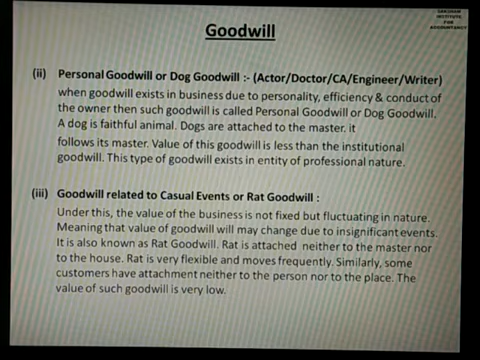 SARGHAM
INSTITUTE
FOR
ACCOUNTANCY
Goodwill
(ii) Personal Goodwill or Dog Goodwill :- (Actor/Doctor/CA/Engineer/Writer)
when goodwill exists in business due to personality, efficiency & conduct of
the owner then such goodwill is called Personal Goodwill or Dog Goodwill.
A dog is faithful animal. Dogs are attached to the master. it
follows its master. Value of this goodwill is less than the institutional
goodwill. This type of goodwill exists in entity of professional nature.
(iii) Goodwill related to Casual Events or Rat Goodwill :
Under this, the value of the business is not fixed but fluctuating in nature.
Meaning that value of goodwill will may change due to insignificant events.
It is also known as Rat Goodwill. Rat is attached neither to the master nor
to the house. Rat is very flexible and moves frequently. Similarly, some
customers have attachment neither to the person nor to the place. The
value of such goodwill is very low.